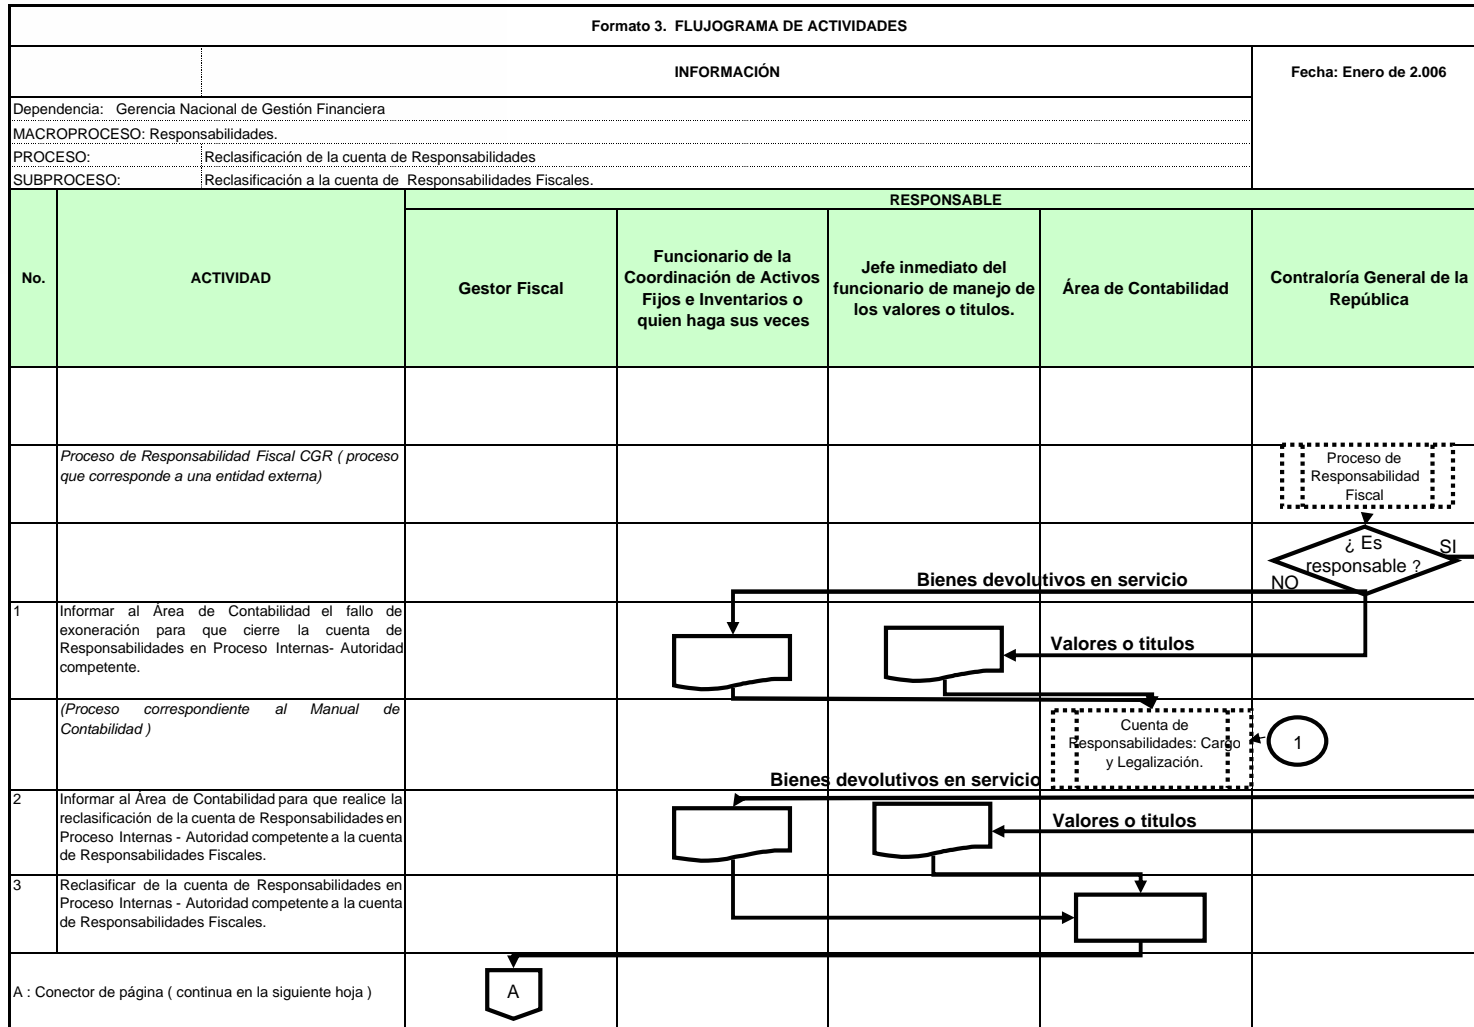 Formato 3.  FLUJOGRAMA DE ACTIVIDADES
INFORMACIÓN
Fecha: Enero de 2.006
Dependencia:   Gerencia Nacional de Gestión Financiera
MACROPROCESO: Responsabilidades.
PROCESO: Reclasificación de la cuenta de Responsabilidades
SUBPROCESO: Reclasificación a la cuenta de  Responsabilidades Fiscales.
RESPONSABLE
No.
ACTIVIDAD
Gestor Fiscal
Funcionario de la
Coordinación de Activos
Fijos e Inventarios o
quien haga sus veces
Jefe inmediato del
funcionario de manejo de
los valores o titulos.
Área de Contabilidad
Contraloría General de la
República
Proceso de Responsabilidad Fiscal CGR ( proceso
que corresponde a una entidad externa)
Proceso de
Responsabilidad
Fiscal
¿ Es
responsable ?
SI
NO
Bienes devolutivos en servicio
1
Informar al Área de Contabilidad el fallo de
exoneración para que cierre la cuenta de
Responsabilidades en Proceso Internas- Autoridad
competente.
Valores o titulos
(Proceso correspondiente al Manual de
Contabilidad )
Cuenta de
Responsabilidades: Cargo
y Legalización.
1
Bienes devolutivos en servicio
2
Informar al Área de Contabilidad para que realice la
reclasificación de la cuenta de Responsabilidades en
Proceso Internas - Autoridad competente a la cuenta
de Responsabilidades Fiscales.
Valores o titulos
3
Reclasificar de la cuenta de Responsabilidades en
Proceso Internas - Autoridad competente a la cuenta
de Responsabilidades Fiscales.
A : Conector de página ( continua en la siguiente hoja )
A